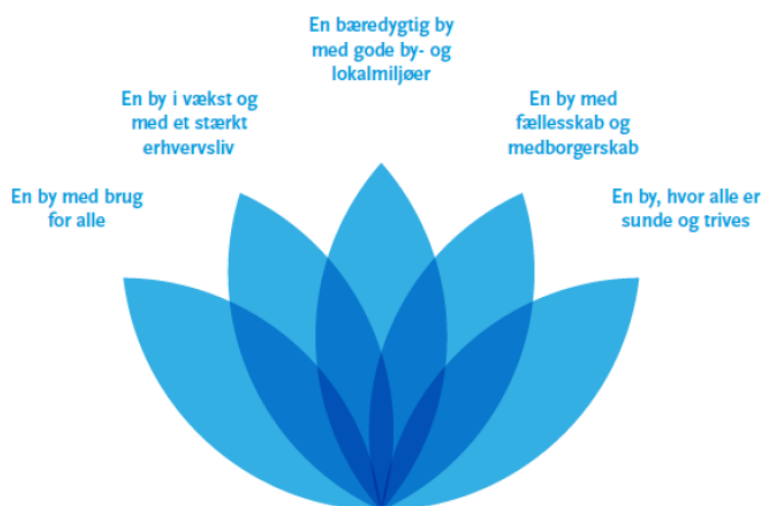 En bæredygtig by
med gode by- og
lokalmiljøer
En by i vækst og
med et stærkt
erhvervsliv
En by med
fællesskab og
medborgerskab
En by med brug
for alle
En by, hvor alle er
sunde og trives